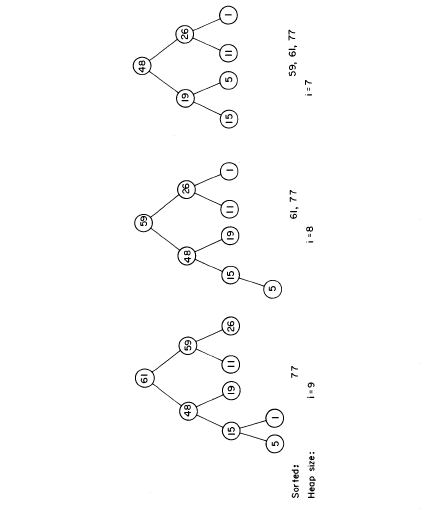 61 59 48
48 59 48 26 19 26
15 19 11 26 15 19 11 1 15 5 11 1
5 1 5
Sorted: 77 61, 77 59, 61, 77
Heap size: i=9 i=8 i=7